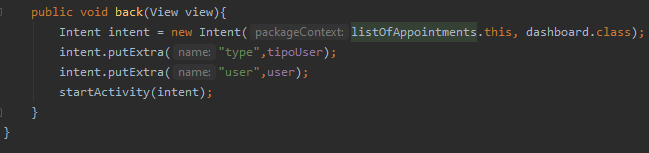 public void back(View view){
Intent intent = new Intent( packageContext: listOfAppointments.this, dashboard.class);
intent.putExtra( name: "type",tipoUser);
intent.putExtra( name: "user",user);
startActivity(intent);
}
}